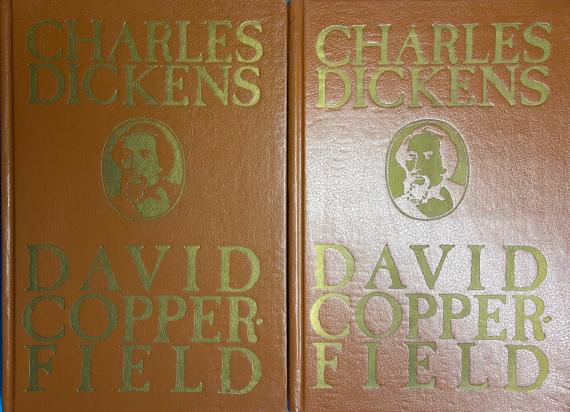 CHARLES
DICKENS
DAVID
COPPER·
FIELD
CHARLES
DICKENS
DAVID
COPPER·
FIELD